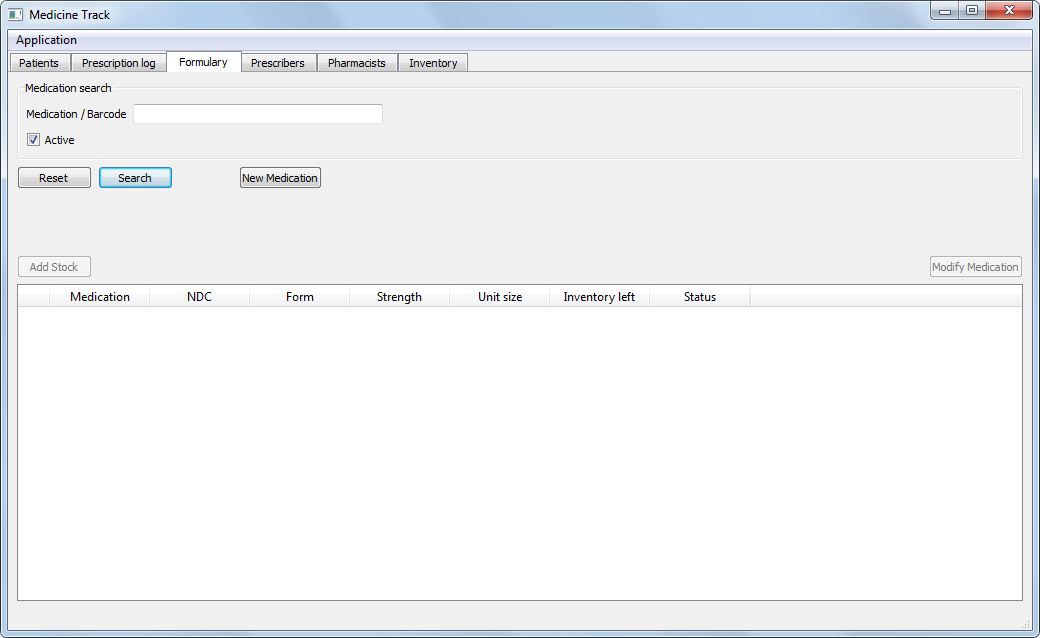 Medicine Track
Application
Patients Prescription log Formulary Prescribers Pharmacists Inventory
Medication search
Medication / Barcode
Active
Reset Search New Medication
Add Stock Modify Medication
Medication NDC Form Strength Unit size Inventory left Status